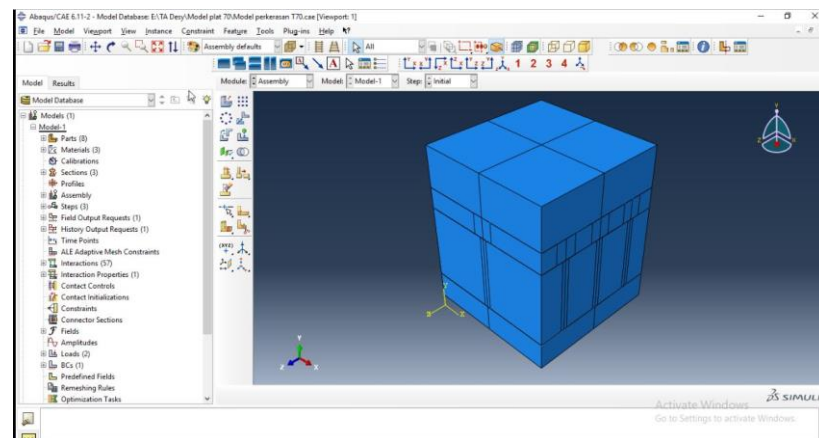 Abaqus/CAE 6.11-2 - Model Database: E:\TA Desy\Model plat 70\Model perkerasan T70.cae [Viewport: 1]
File Model Viewport View Instance Constraint Feature Tools Plug-ins Help
Assembly defaults All
1 2 3 4
Model Results Module: Assembly Model: Model-1 Step: Initial
Model Database
Models (1)
Model-1
Parts (8)
Materials (3)
Calibrations
Sections (3)
Profiles
Assembly
Steps (3)
Field Output Requests (1)
History Output Requests (1)
Time Points
ALE Adaptive Mesh Constraints
Interactions (57)
Interaction Properties (1)
Contact Controls
Contact Initializations
Constraints
Connector Sections
Fields
Amplitudes
Loads (2)
BCs (1)
Predefined Fields
Remeshing Rules
Optimization Tasks
(XYZ)
Y
Z
X
Activate Windows
Go to Settings to activate Windows.
SIMULI